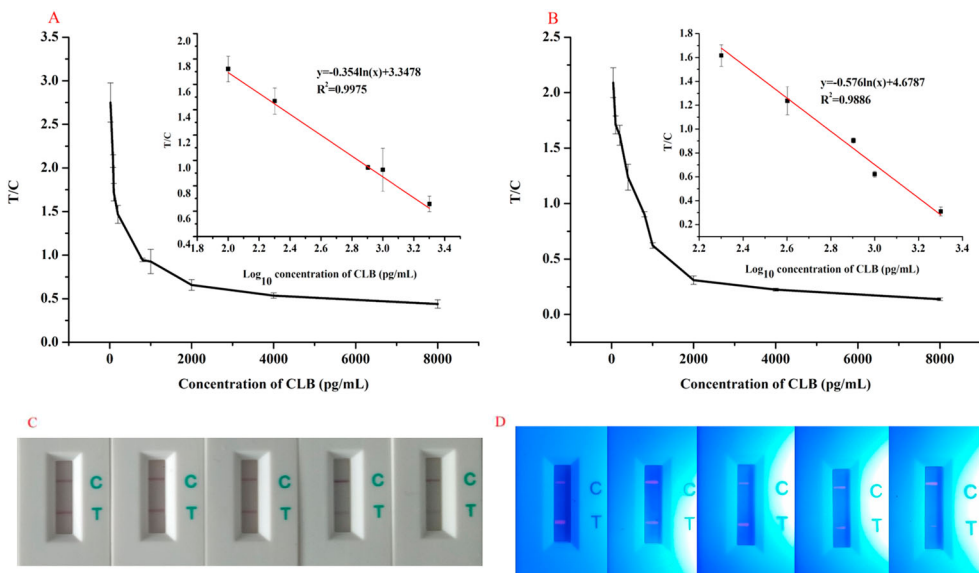 A
3.5
3.0
2.5
2.0
1.5
1.0
0.5
0.0
T/C
0
2000
4000
6000
8000
Concentration of CLB (pg/mL)
2.0
1.8
1.6
1.4
1.2
1.0
0.8
0.6
0.4
T/C
1.8
2.0
2.2
2.4
2.6
2.8
3.0
3.2
3.4
Log10 concentration of CLB (pg/mL)
y=-0.354ln(x)+3.3478
R²=0.9975
B
2.5
2.0
1.5
1.0
0.5
0.0
T/C
0
2000
4000
6000
8000
Concentration of CLB (pg/mL)
1.8
1.6
1.4
1.2
1.0
0.8
0.6
0.4
0.2
T/C
2.2
2.4
2.6
2.8
3.0
3.2
3.4
Log10 concentration of CLB (pg/mL)
y=-0.576ln(x)+4.6787
R²=0.9886
C
C C C C C
T T T T T
D
C C C C C
T T T T T